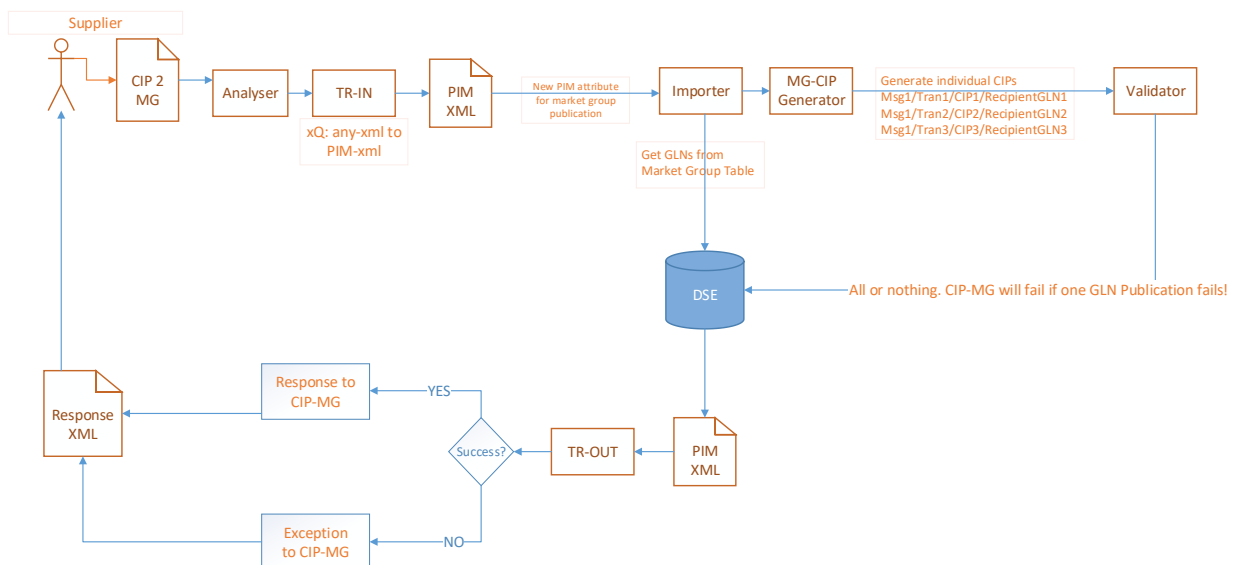 Supplier
CIP 2
MG
Analyser
TR-IN
xQ: any-xml to
PIM-xml
PIM
XML
New PIM attribute
for market group
publication
Importer
MG-CIP
Generator
Generate individual CIPs
Msg1/Tran1/CIP1/RecipientGLN1
Msg1/Tran2/CIP2/RecipientGLN2
Msg1/Tran3/CIP3/RecipientGLN3
Validator
Get GLNs from
Market Group Table
DSE
All or nothing. CIP-MG will fail if one GLN Publication fails!
Response to
CIP-MG
YES
Response
XML
Success?
TR-OUT
PIM
XML
Exception
to CIP-MG
NO